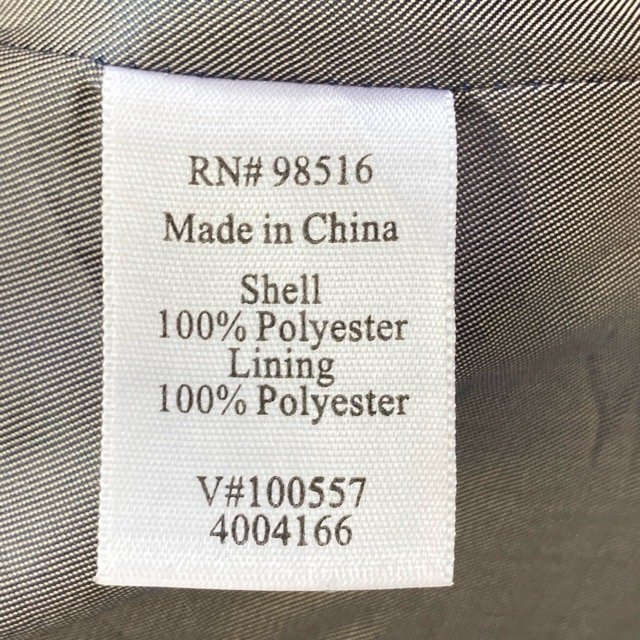 RN# 98516
Made in China
Shell
100% Polyester
Lining
100% Polyester
V#100557
4004166